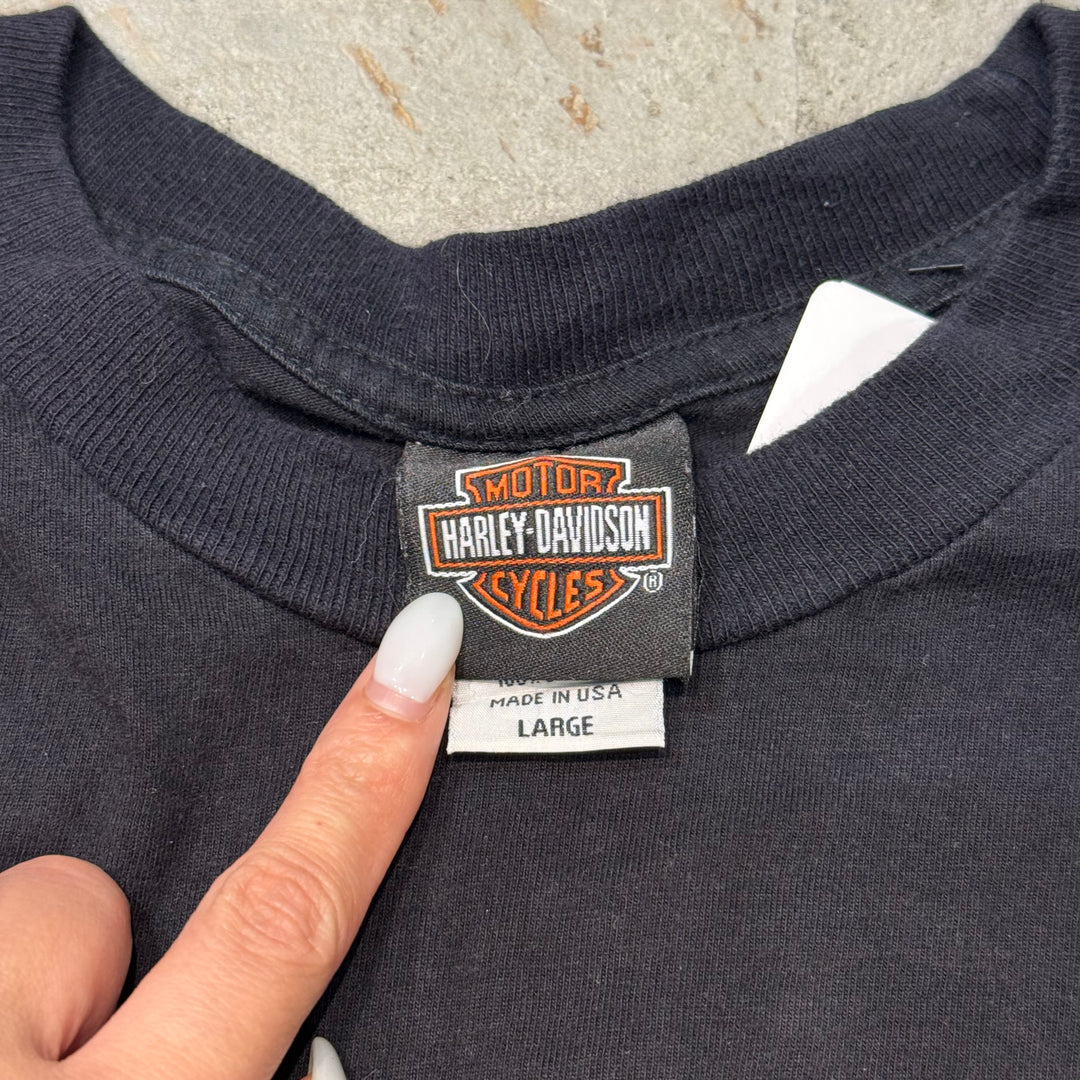 MOTOR
HARLEY-DAVIDSON
CYCLES
®
MADE IN USA
LARGE